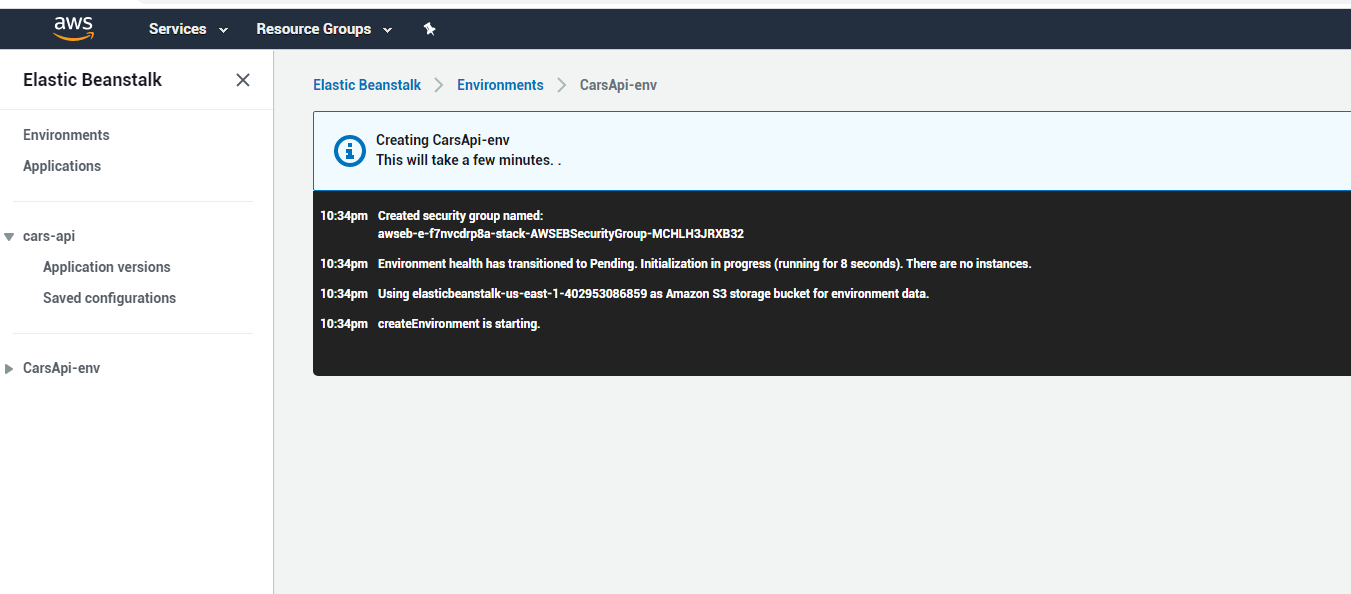 aws
Services
Resource Groups
Elastic Beanstalk
Environments
Applications
cars-api
Application versions
Saved configurations
CarsApi-env
Elastic Beanstalk
Environments
CarsApi-env
Creating CarsApi-env
This will take a few minutes. .
10:34pm Created security group named:
awseb-e-f7nvcdrp8a-stack-AWSEBSecurityGroup-MCHLH3JRXB32
10:34pm Environment health has transitioned to Pending. Initialization in progress (running for 8 seconds). There are no instances.
10:34pm Using elasticbeanstalk-us-east-1-402953086859 as Amazon S3 storage bucket for environment data.
10:34pm createEnvironment is starting.